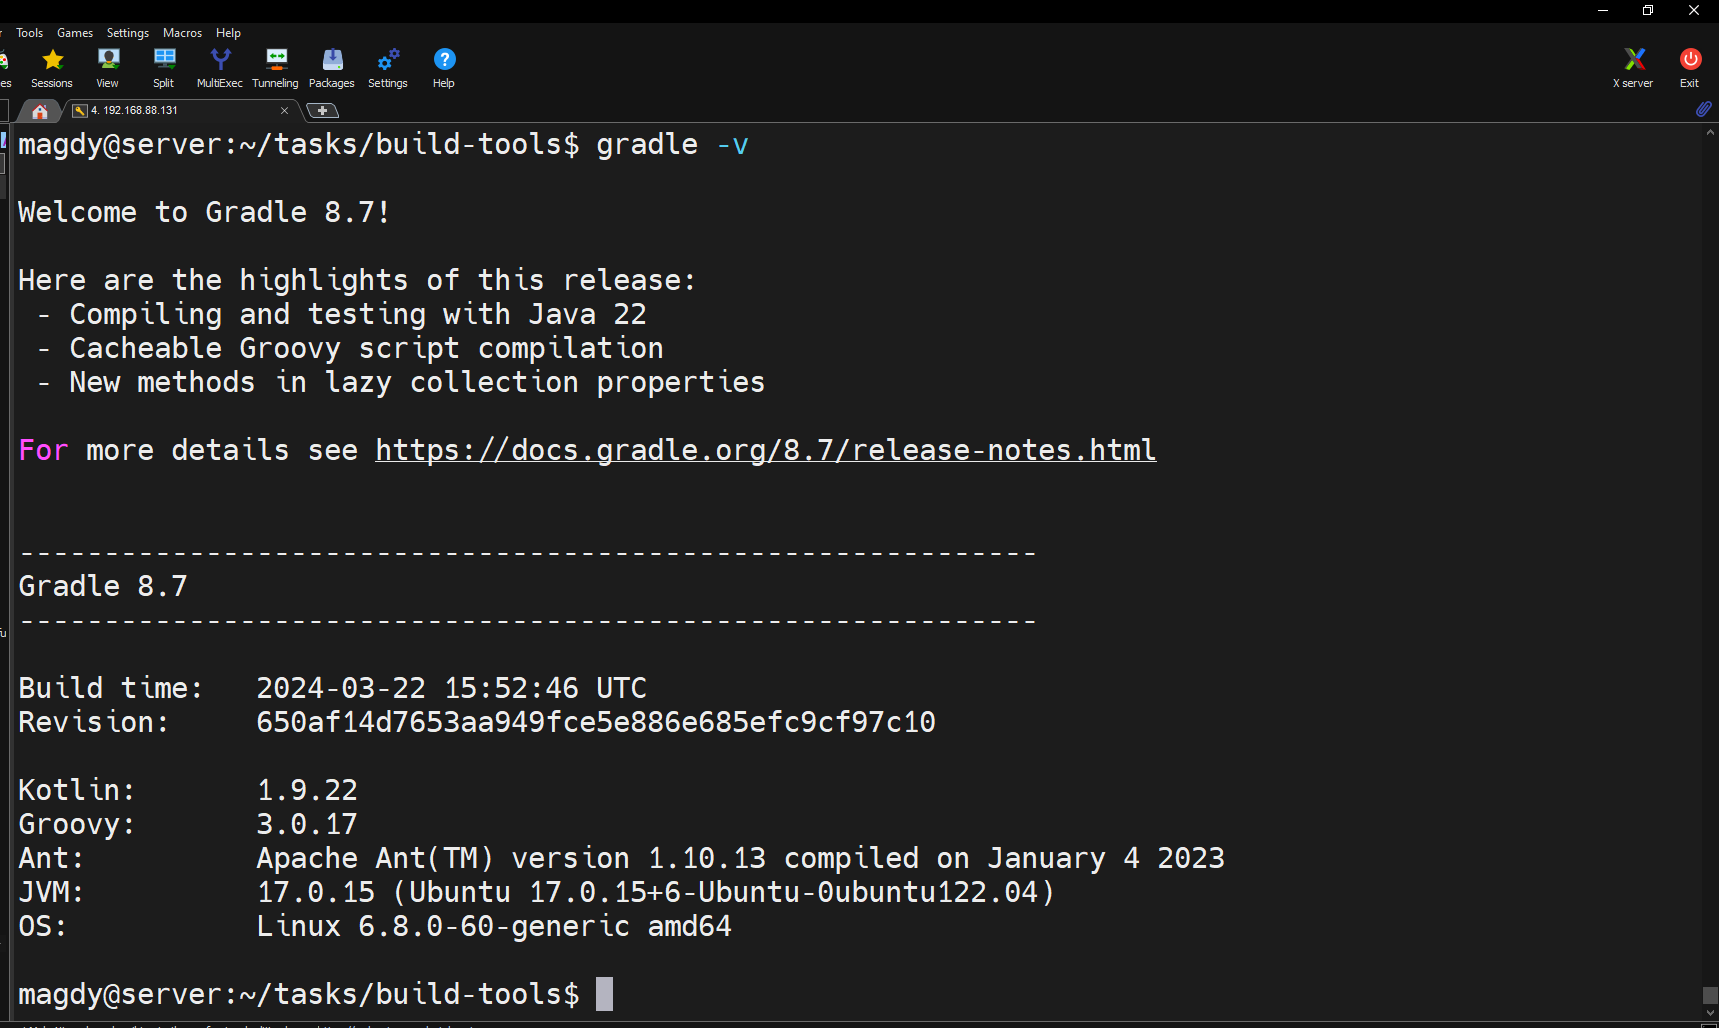 Tools Games Settings Macros Help
Sessions View Split MultiExec Tunneling Packages Settings Help X server Exit
4. 192.168.88.131
magdy@server:~/tasks/build-tools$ gradle -v
Welcome to Gradle 8.7!
Here are the highlights of this release:
- Compiling and testing with Java 22
- Cacheable Groovy script compilation
- New methods in lazy collection properties
For more details see https://docs.gradle.org/8.7/release-notes.html
------------------------------------------------------------
Gradle 8.7
------------------------------------------------------------
Build time: 2024-03-22 15:52:46 UTC
Revision: 650af14d7653aa949fce5e886e685efc9cf97c10
Kotlin: 1.9.22
Groovy: 3.0.17
Ant: Apache Ant(TM) version 1.10.13 compiled on January 4 2023
JVM: 17.0.15 (Ubuntu 17.0.15+6-Ubuntu-0ubuntu122.04)
OS: Linux 6.8.0-60-generic amd64
magdy@server:~/tasks/build-tools$